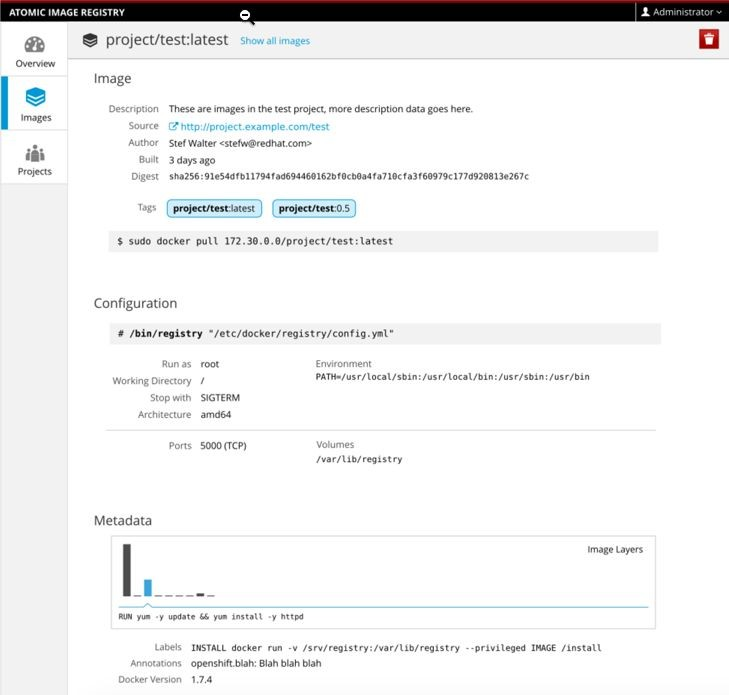 ATOMIC IMAGE REGISTRY
Administrator
Overview
Images
Projects
project/test:latest Show all images
Image
Description These are images in the test project, more description data goes here.
Source http://project.example.com/test
Author Stef Walter <stefw@redhat.com>
Built 3 days ago
Digest sha256:91e54dfb11794fad694460162bf0cb0a4fa710cfa3f60979c177d920813e267c
Tags project/test:latest project/test:0.5
$ sudo docker pull 172.30.0.0/project/test:latest
Configuration
# /bin/registry "/etc/docker/registry/config.yml"
Run as root
Working Directory /
Stop with SIGTERM
Architecture amd64
Environment
PATH=/usr/local/sbin:/usr/local/bin:/usr/sbin:/usr/bin
Ports 5000 (TCP)
Volumes
/var/lib/registry
Metadata
Image Layers
RUN yum -y update && yum install -y httpd
Labels INSTALL docker run -v /srv/registry:/var/lib/registry --privileged IMAGE /install
Annotations openshift.blah: Blah blah blah
Docker Version 1.7.4